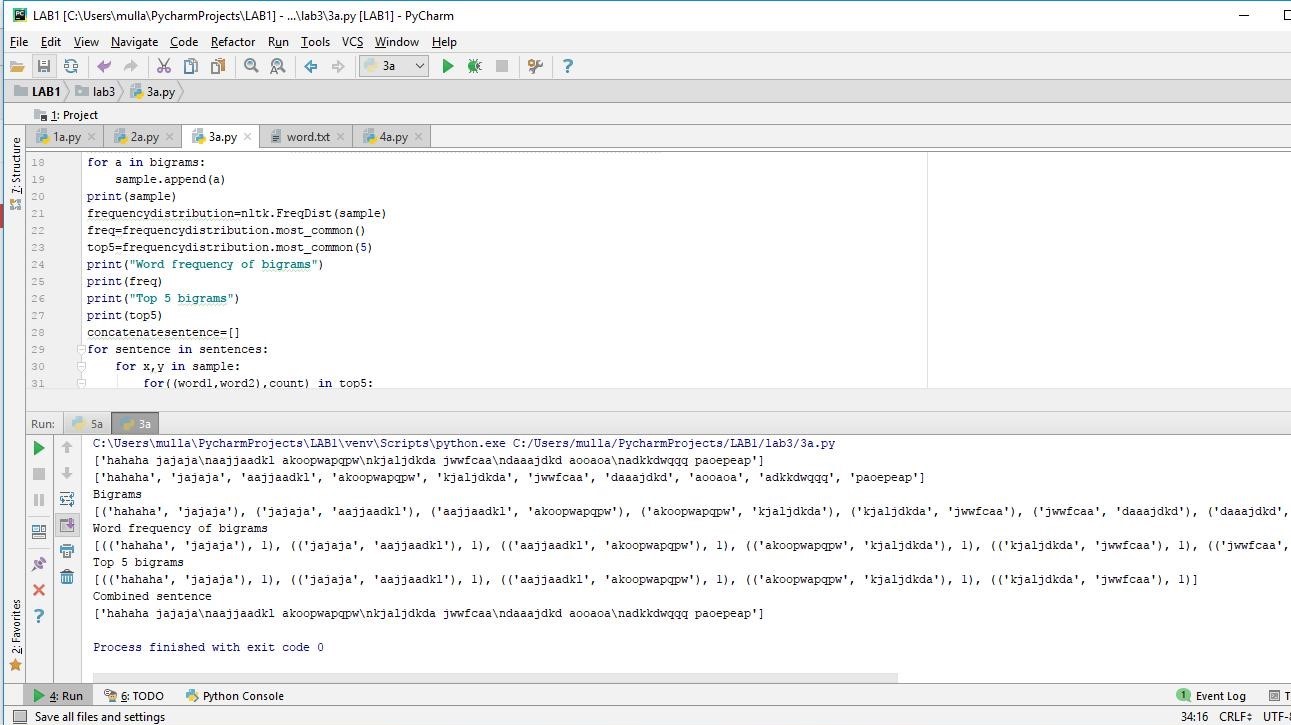 LAB1 [C:\Users\mulla\PycharmProjects\LAB1] - ...\lab3\3a.py [LAB1] - PyCharm
File Edit View Navigate Code Refactor Run Tools VCS Window Help
3a
LAB1 lab3 3a.py
1: Project
1a.py 2a.py 3a.py word.txt 4a.py
7: Structure
18 for a in bigrams:
19 sample.append(a)
20 print(sample)
21 frequencydistribution=nltk.FreqDist(sample)
22 freq=frequencydistribution.most_common()
23 top5=frequencydistribution.most_common(5)
24 print("Word frequency of bigrams")
25 print(freq)
26 print("Top 5 bigrams")
27 print(top5)
28 concatenatesentence=[]
29 for sentence in sentences:
30 for x,y in sample:
31 for((word1,word2),count) in top5:
Run: 5a 3a
C:\Users\mulla\PycharmProjects\LAB1\venv\Scripts\python.exe C:/Users/mulla/PycharmProjects/LAB1/lab3/3a.py
['hahaha jajaja\naajjaadkl akoopwapqpw\nkjaljdkda jwwfcaa\ndaaajdkd aooaoa\nadkkdwqqq paoepeap']
['hahaha', 'jajaja', 'aajjaadkl', 'akoopwapqpw', 'kjaljdkda', 'jwwfcaa', 'daaajdkd', 'aooaoa', 'adkkdwqqq', 'paoepeap']
Bigrams
[('hahaha', 'jajaja'), ('jajaja', 'aajjaadkl'), ('aajjaadkl', 'akoopwapqpw'), ('akoopwapqpw', 'kjaljdkda'), ('kjaljdkda', 'jwwfcaa'), ('jwwfcaa', 'daaajdkd'), ('daaajdkd',
Word frequency of bigrams
[(('hahaha', 'jajaja'), 1), (('jajaja', 'aajjaadkl'), 1), (('aajjaadkl', 'akoopwapqpw'), 1), (('akoopwapqpw', 'kjaljdkda'), 1), (('kjaljdkda', 'jwwfcaa'), 1), (('jwwfcaa',
Top 5 bigrams
[(('hahaha', 'jajaja'), 1), (('jajaja', 'aajjaadkl'), 1), (('aajjaadkl', 'akoopwapqpw'), 1), (('akoopwapqpw', 'kjaljdkda'), 1), (('kjaljdkda', 'jwwfcaa'), 1)]
Combined sentence
['hahaha jajaja\naajjaadkl akoopwapqpw\nkjaljdkda jwwfcaa\ndaaajdkd aooaoa\nadkkdwqqq paoepeap']
Process finished with exit code 0
2: Favorites
4: Run 6: TODO Python Console 1 Event Log T
Save all files and settings 34:16 CRLF UTF-8